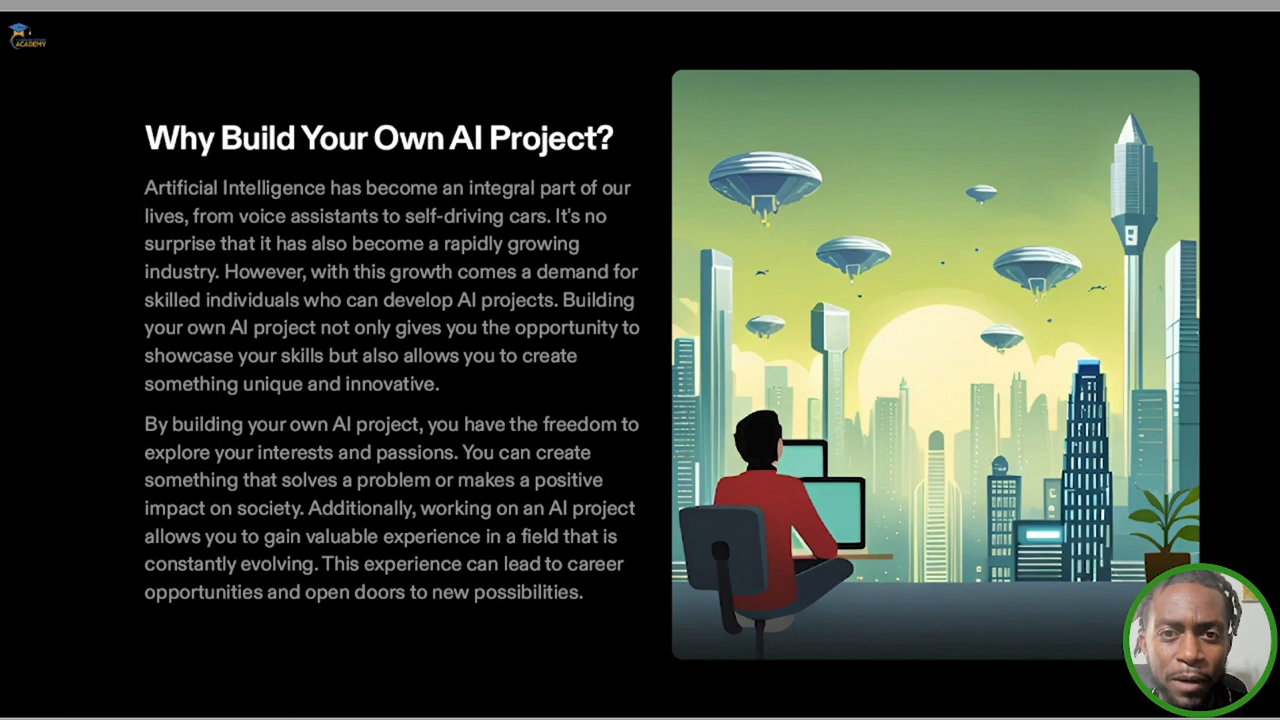 ACADEMY
Why Build Your Own AI Project?
Artificial Intelligence has become an integral part of our
lives, from voice assistants to self-driving cars. It's no
surprise that it has also become a rapidly growing
industry. However, with this growth comes a demand for
skilled individuals who can develop AI projects. Building
your own AI project not only gives you the opportunity to
showcase your skills but also allows you to create
something unique and innovative.
By building your own AI project, you have the freedom to
explore your interests and passions. You can create
something that solves a problem or makes a positive
impact on society. Additionally, working on an AI project
allows you to gain valuable experience in a field that is
constantly evolving. This experience can lead to career
opportunities and open doors to new possibilities.